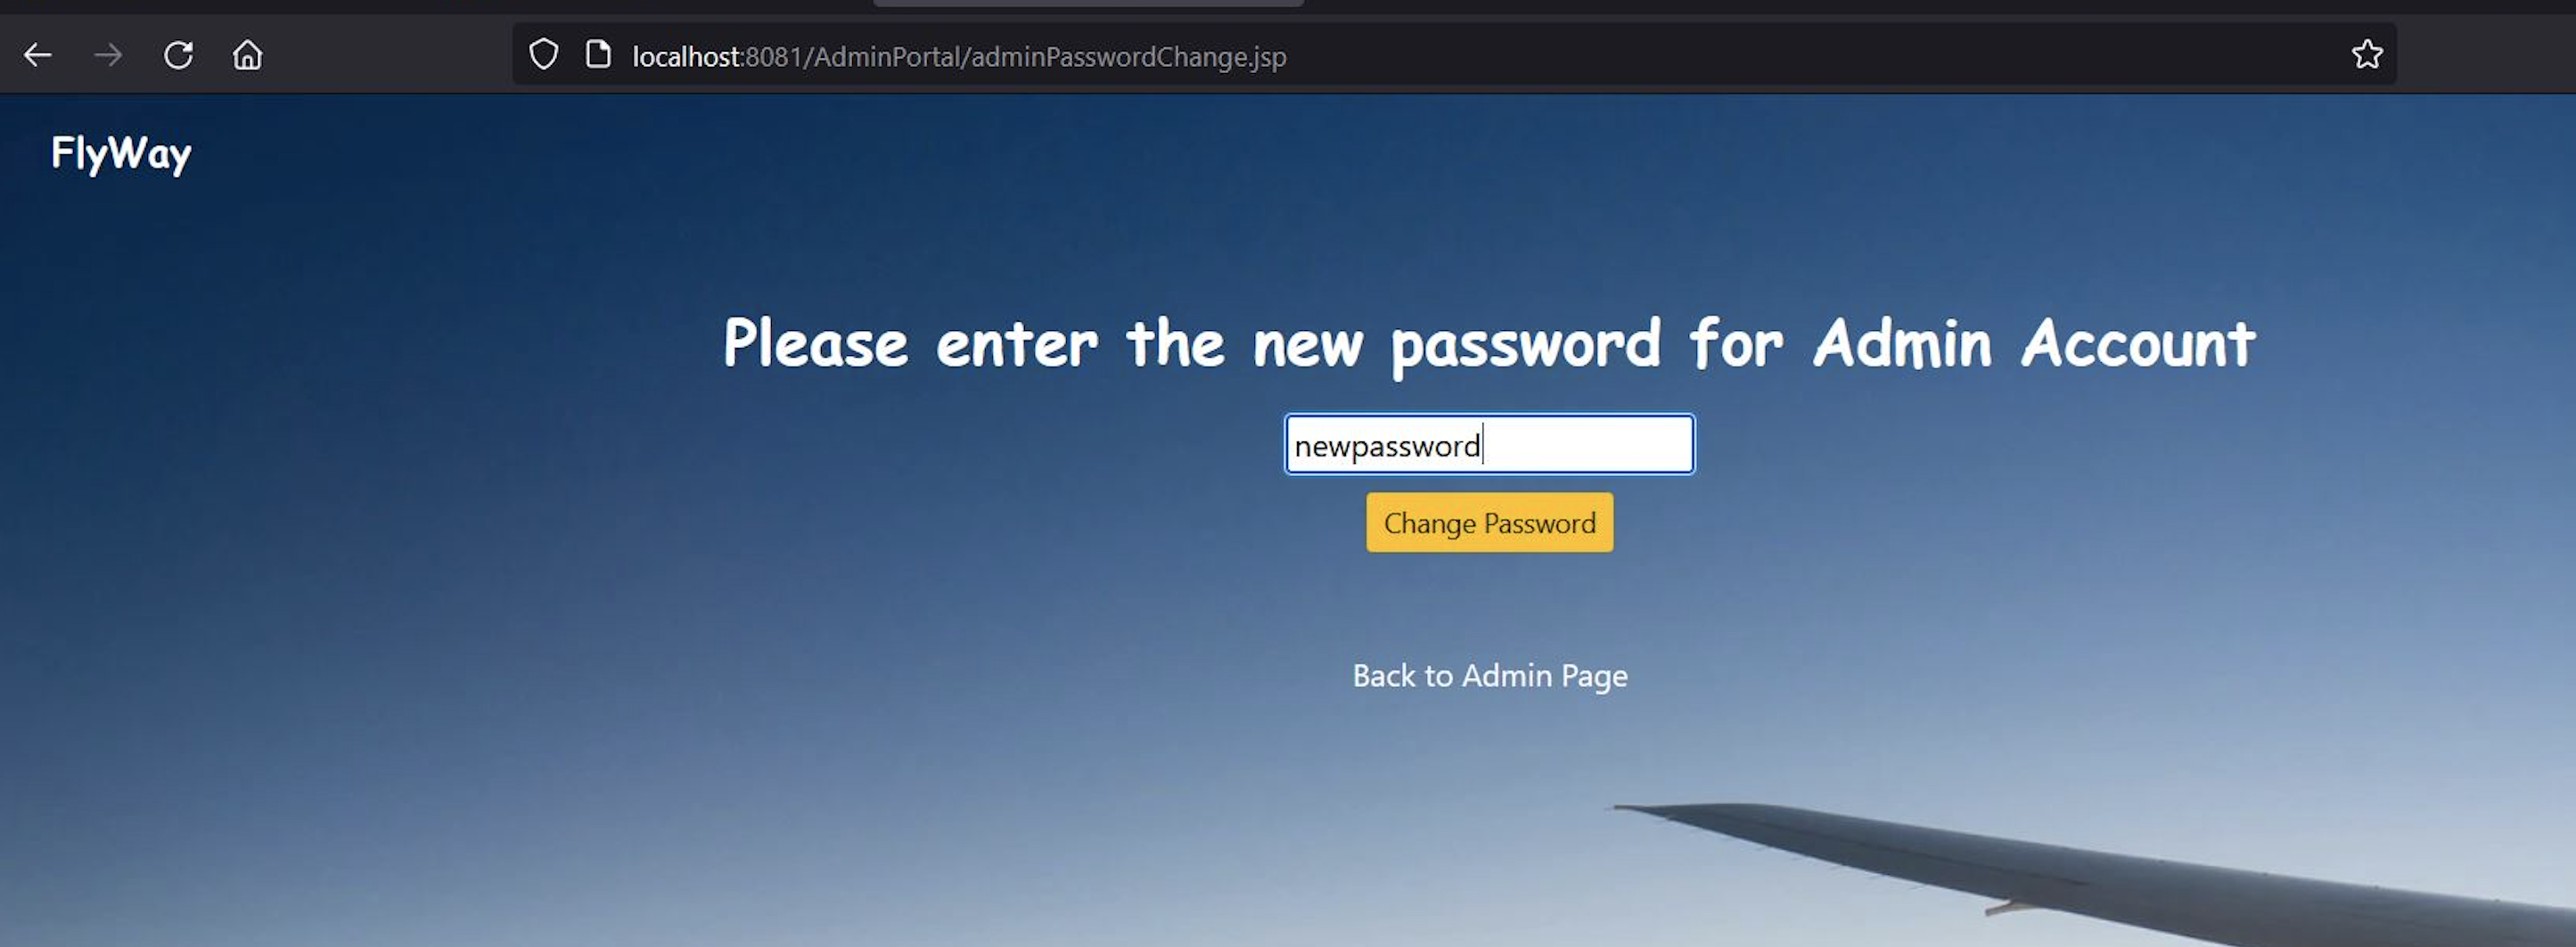 localhost:8081/AdminPortal/adminPasswordChange.jsp
FlyWay
Please enter the new password for Admin Account
newpassword
Change Password
Back to Admin Page